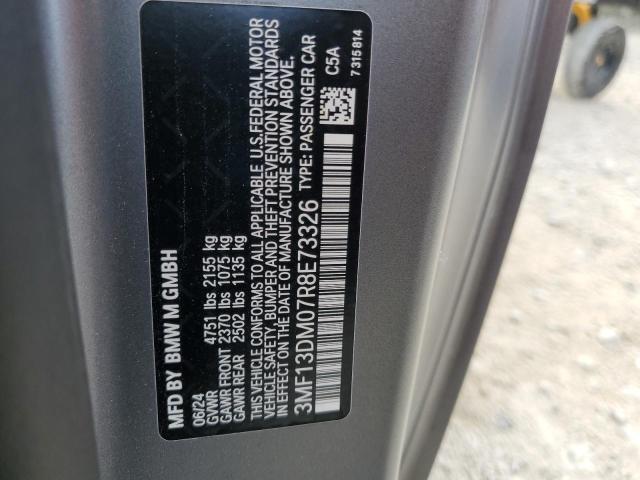 MFD BY BMW M GMBH
06/24
GVWR 4751 lbs 2155 kg
GAWR FRONT 2370 lbs 1075 kg
GAWR REAR 2502 lbs 1135 kg
THIS VEHICLE CONFORMS TO ALL APPLICABLE U.S.FEDERAL MOTOR
VEHICLE SAFETY, BUMPER AND THEFT PREVENTION STANDARDS
IN EFFECT ON THE DATE OF MANUFACTURE SHOWN ABOVE.
3MF13DM07R8E73326 TYPE: PASSENGER CAR
C5A
7 315 814